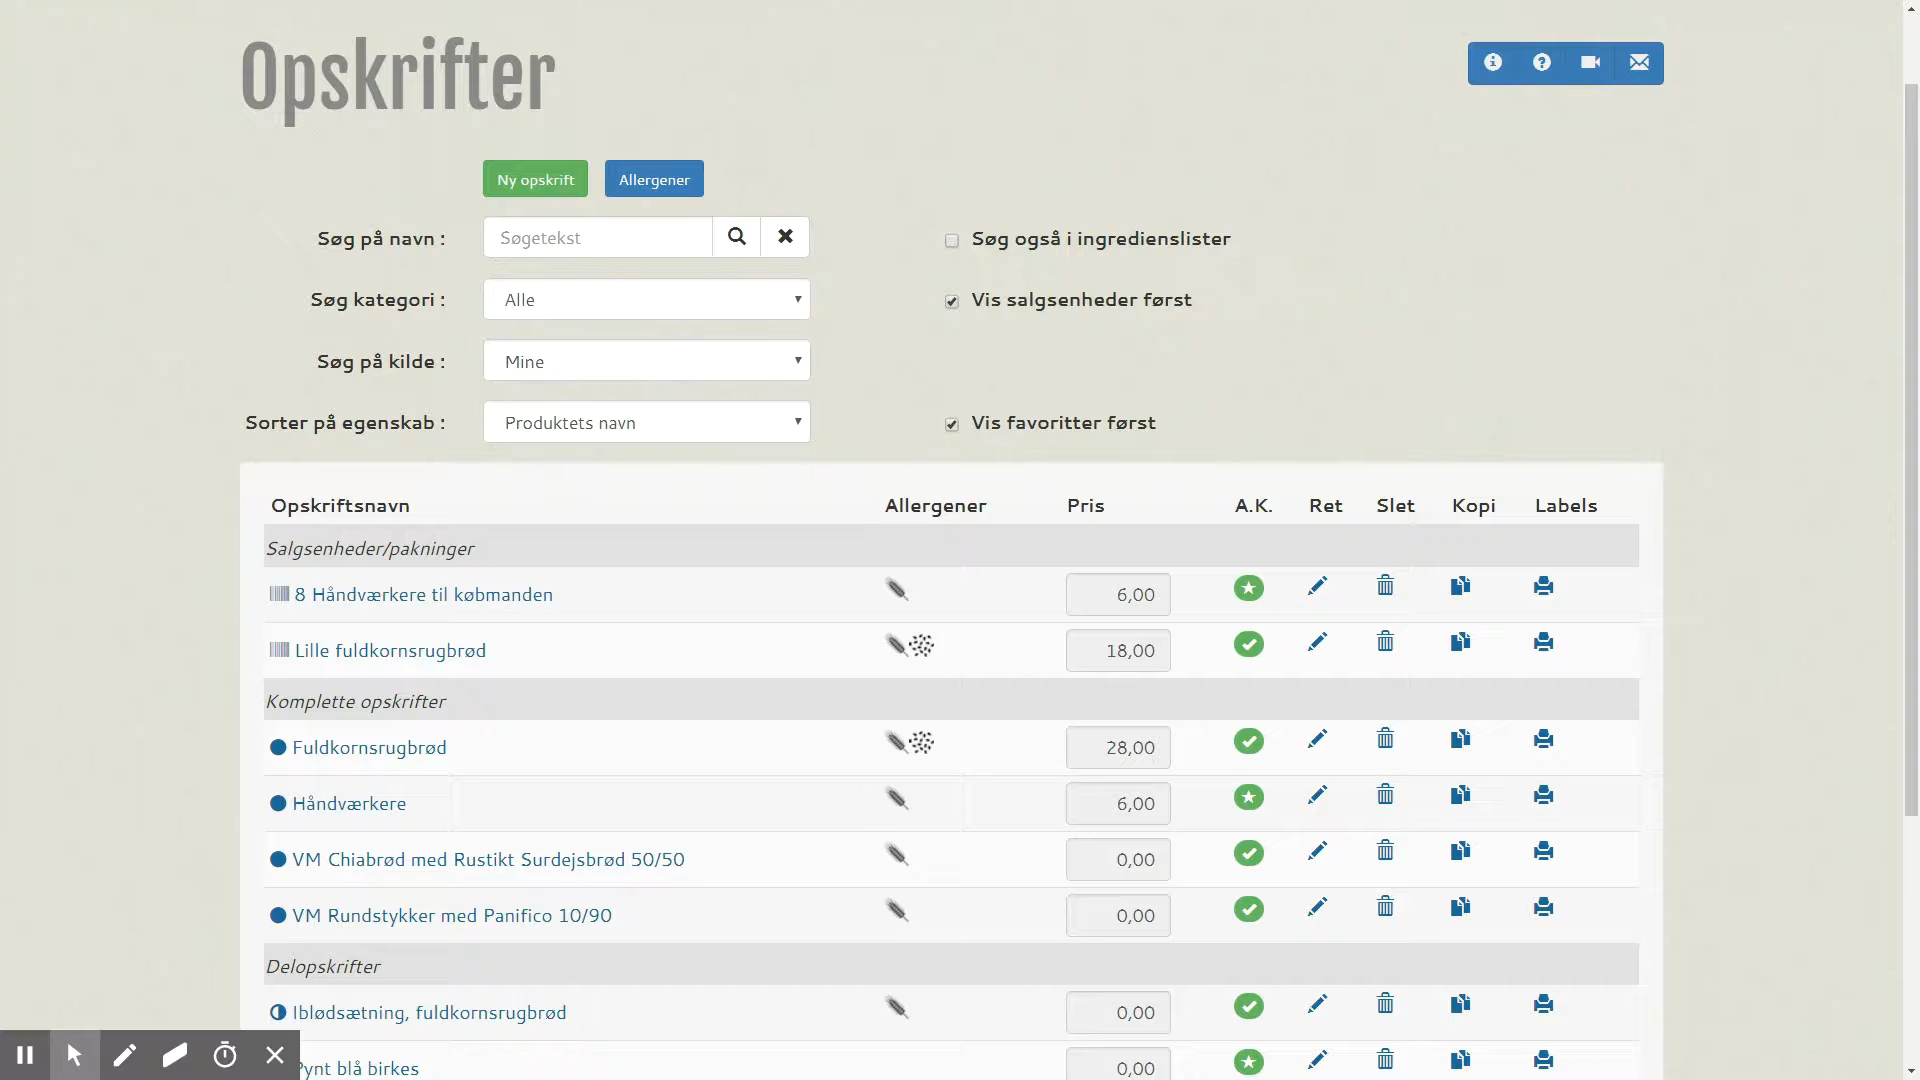 Opskrifter
Ny opskrift Allergener
Søg på navn : Søgetekst Søg også i ingredienslister
Søg kategori : Alle Vis salgsenheder først
Søg på kilde : Mine
Sorter på egenskab : Produktets navn Vis favoritter først
Opskriftsnavn Allergener Pris A.K. Ret Slet Kopi Labels
Salgsenheder/pakninger
8 Håndværkere til købmanden 6,00
Lille fuldkornsrugbrød 18,00
Komplette opskrifter
Fuldkornsrugbrød 28,00
Håndværkere 6,00
VM Chiabrød med Rustikt Surdejsbrød 50/50 0,00
VM Rundstykker med Panifico 10/90 0,00
Delopskrifter
Iblødsætning, fuldkornsrugbrød 0,00
Pynt blå birkes 0,00